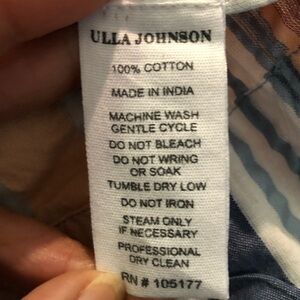 ULLA JOHNSON
100% COTTON
MADE IN INDIA
MACHINE WASH
GENTLE CYCLE
DO NOT BLEACH
DO NOT WRING
OR SOAK
TUMBLE DRY LOW
DO NOT IRON
STEAM ONLY
IF NECESSARY
PROFESSIONAL
DRY CLEAN
RN # 105177